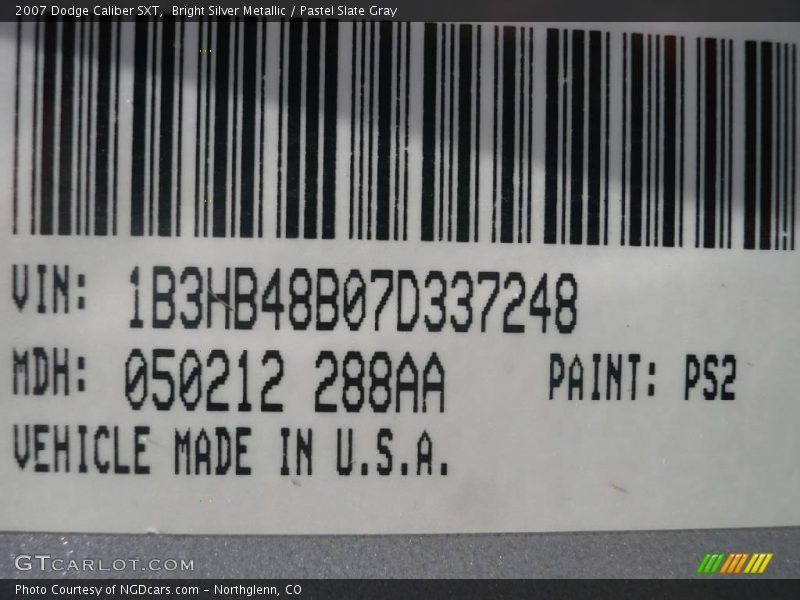 2007 Dodge Caliber SXT,  Bright Silver Metallic / Pastel Slate Gray
VIN: 1B3HB48B07D337248
MDH: 050212 288AA PAINT: PS2
VEHICLE MADE IN U.S.A.
GTCARLOT.COM
Photo Courtesy of NGDcars.com – Northglenn, CO